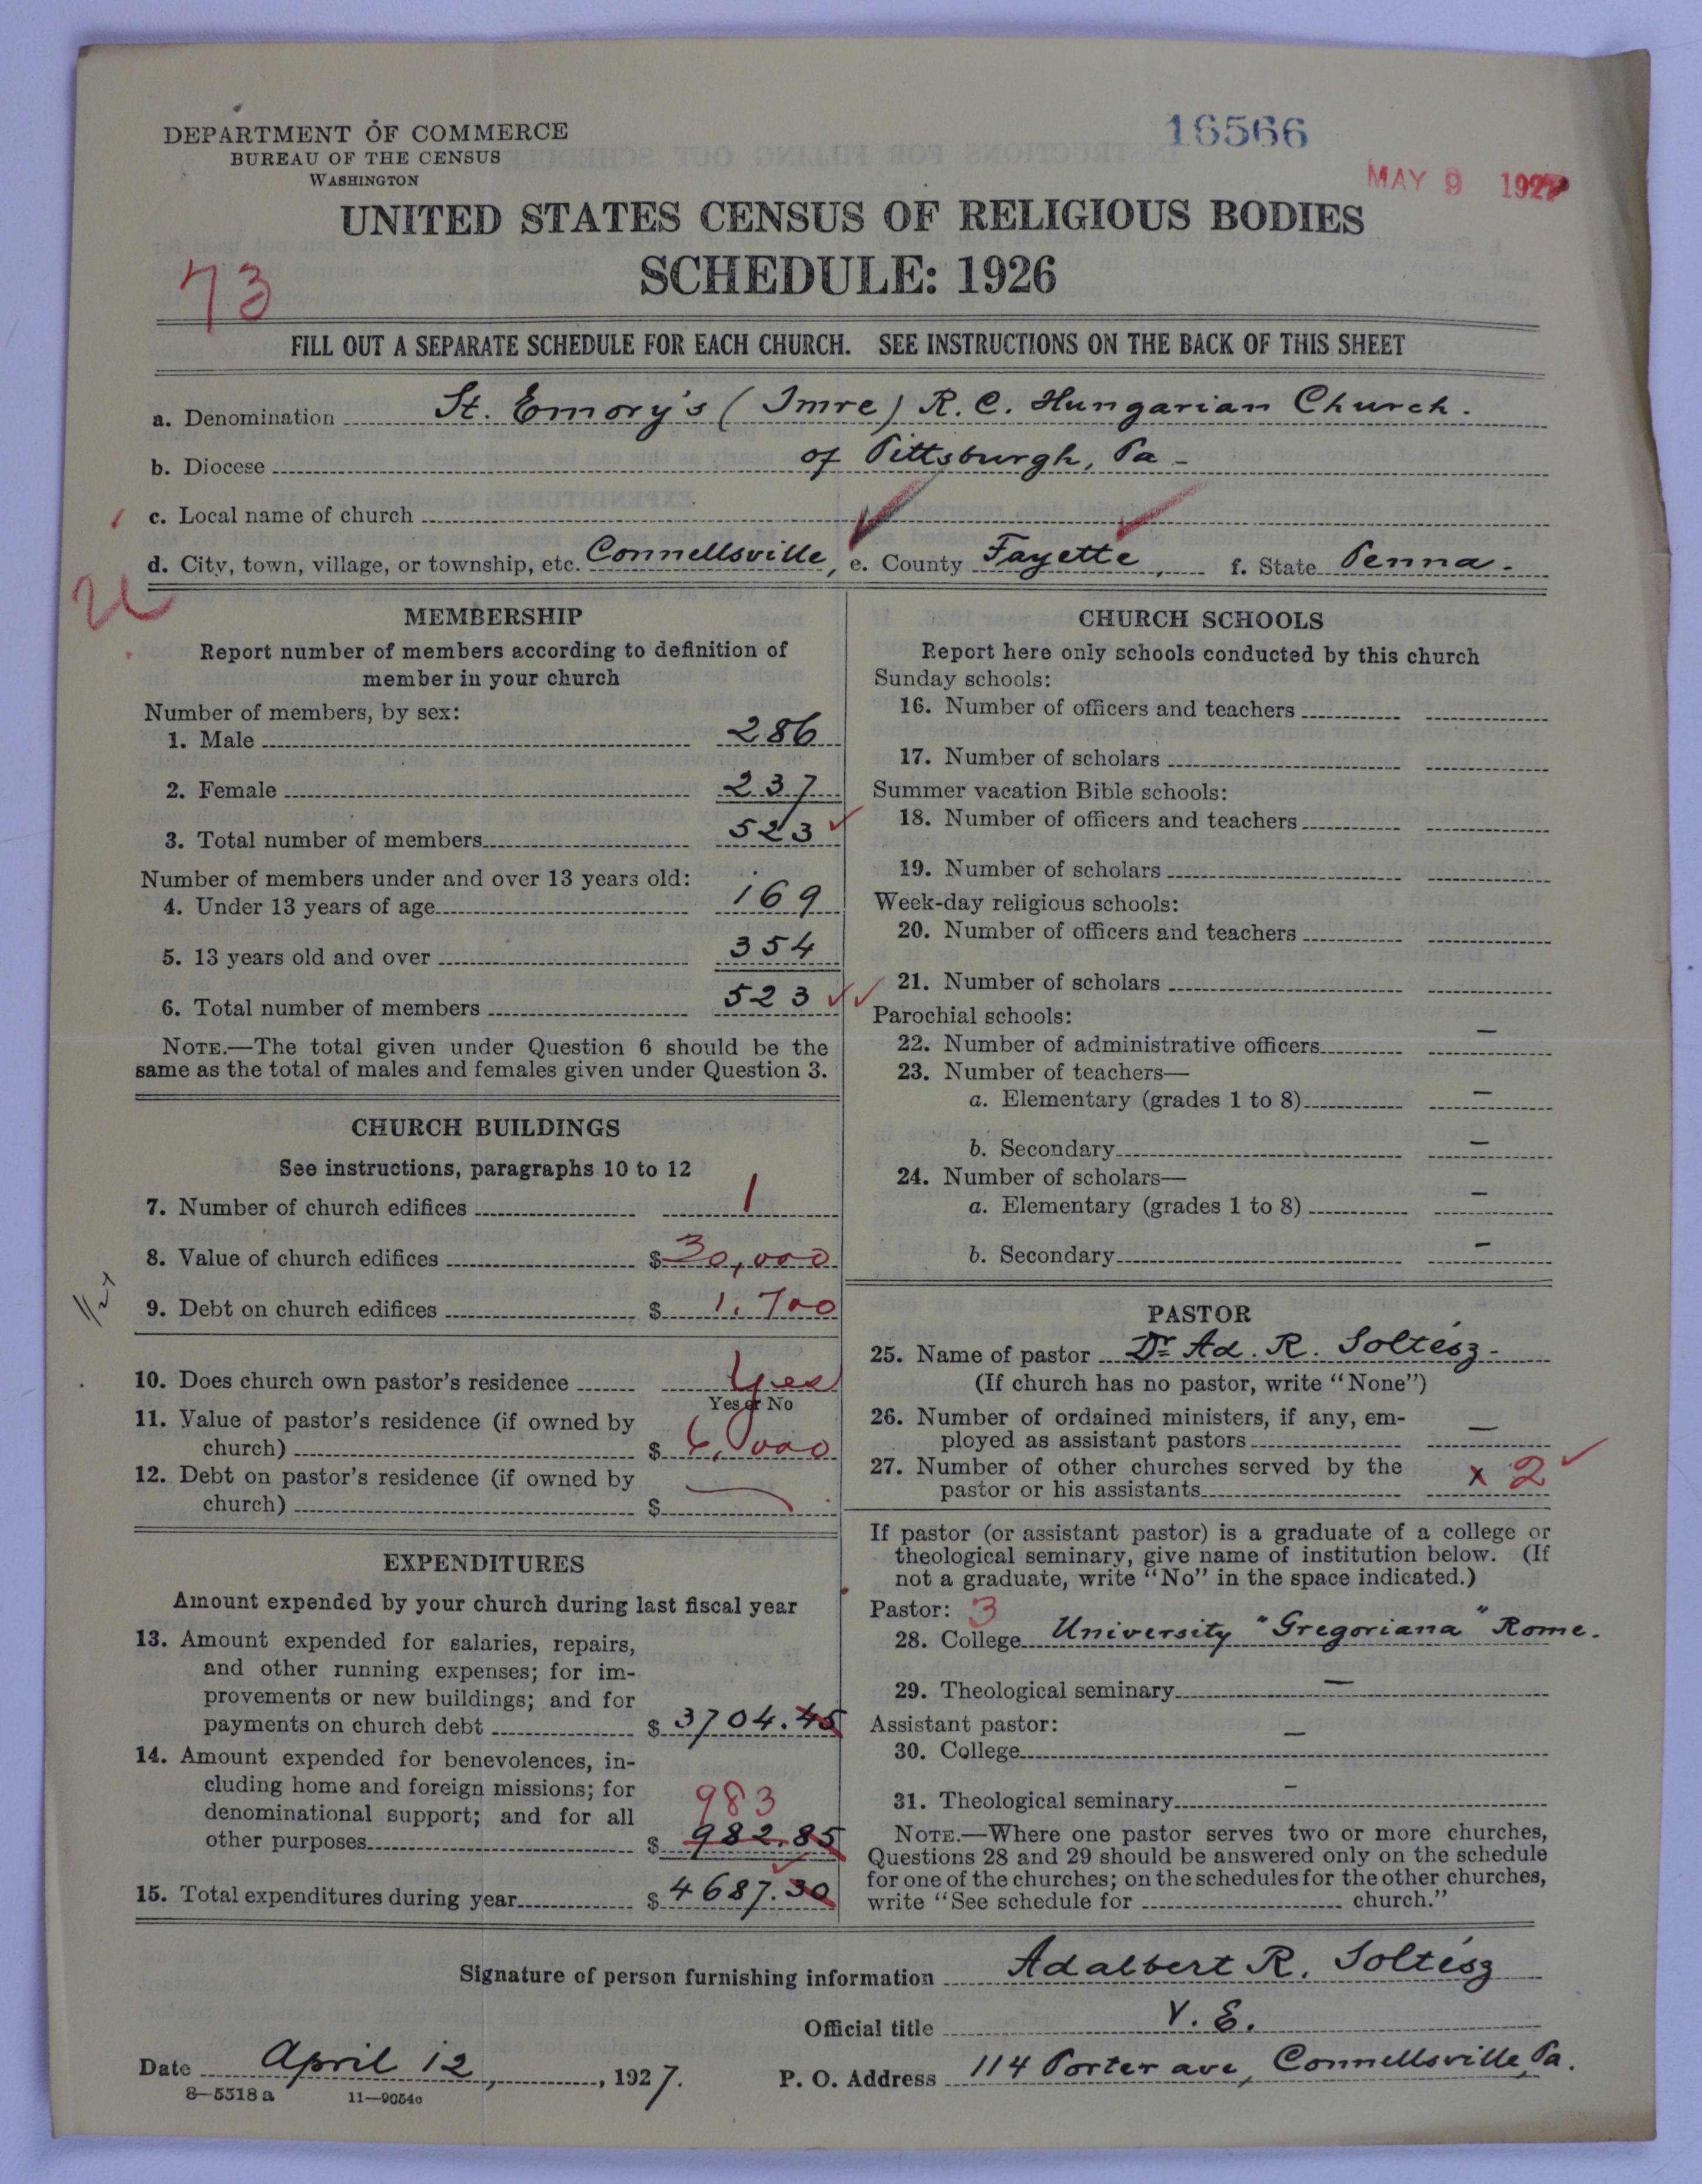 DEPARTMENT OF COMMERCE
BUREAU OF THE CENSUS
WASHINGTON
16566
MAY 9 1927
UNITED STATES CENSUS OF RELIGIOUS BODIES
SCHEDULE: 1926
73
FILL OUT A SEPARATE SCHEDULE FOR EACH CHURCH. SEE INSTRUCTIONS ON THE BACK OF THIS SHEET
a. Denomination St. Emory's (Imre) R.C. Hungarian Church.
b. Diocese of Pittsburgh, Pa -
c. Local name of church
d. City, town, village, or township, etc. Connellsville, e. County Fayette, f. State Penna.
MEMBERSHIP
Report number of members according to definition of
member in your church
Number of members, by sex:
1. Male 286
2. Female 237
3. Total number of members 523 ✓
Number of members under and over 13 years old:
4. Under 13 years of age 169
5. 13 years old and over 354
6. Total number of members 523 ✓✓
NOTE.—The total given under Question 6 should be the
same as the total of males and females given under Question 3.
CHURCH BUILDINGS
See instructions, paragraphs 10 to 12
7. Number of church edifices 1
8. Value of church edifices $30,000
9. Debt on church edifices $1,700
10. Does church own pastor's residence Yes
Yes or No
11. Value of pastor's residence (if owned by
church) $6,000
12. Debt on pastor's residence (if owned by
church) $ —
EXPENDITURES
Amount expended by your church during last fiscal year
13. Amount expended for salaries, repairs,
and other running expenses; for im-
provements or new buildings; and for
payments on church debt $3704.45
14. Amount expended for benevolences, in-
cluding home and foreign missions; for
983
denominational support; and for all
other purposes $982.85
15. Total expenditures during year $4687.30
CHURCH SCHOOLS
Report here only schools conducted by this church
Sunday schools:
16. Number of officers and teachers
17. Number of scholars
Summer vacation Bible schools:
18. Number of officers and teachers
19. Number of scholars
Week-day religious schools:
20. Number of officers and teachers
21. Number of scholars
Parochial schools:
22. Number of administrative officers —
23. Number of teachers—
a. Elementary (grades 1 to 8) —
b. Secondary —
24. Number of scholars—
a. Elementary (grades 1 to 8) —
b. Secondary —
PASTOR
25. Name of pastor Dr. Ad. R. Soltész -
(If church has no pastor, write "None")
26. Number of ordained ministers, if any, em-
ployed as assistant pastors —
27. Number of other churches served by the
pastor or his assistants x 2 ✓
If pastor (or assistant pastor) is a graduate of a college or
theological seminary, give name of institution below. (If
not a graduate, write "No" in the space indicated.)
Pastor: 3
28. College University "Gregoriana" Rome.
29. Theological seminary —
Assistant pastor:
30. College —
31. Theological seminary -
NOTE.—Where one pastor serves two or more churches,
Questions 28 and 29 should be answered only on the schedule
for one of the churches; on the schedules for the other churches,
write "See schedule for church."
Signature of person furnishing information Adalbert R. Soltész
Official title V. E.
Date April 12, , 1927. P. O. Address 114 Porter ave, Connellsville, Pa.
8—5518 a 11—9054c